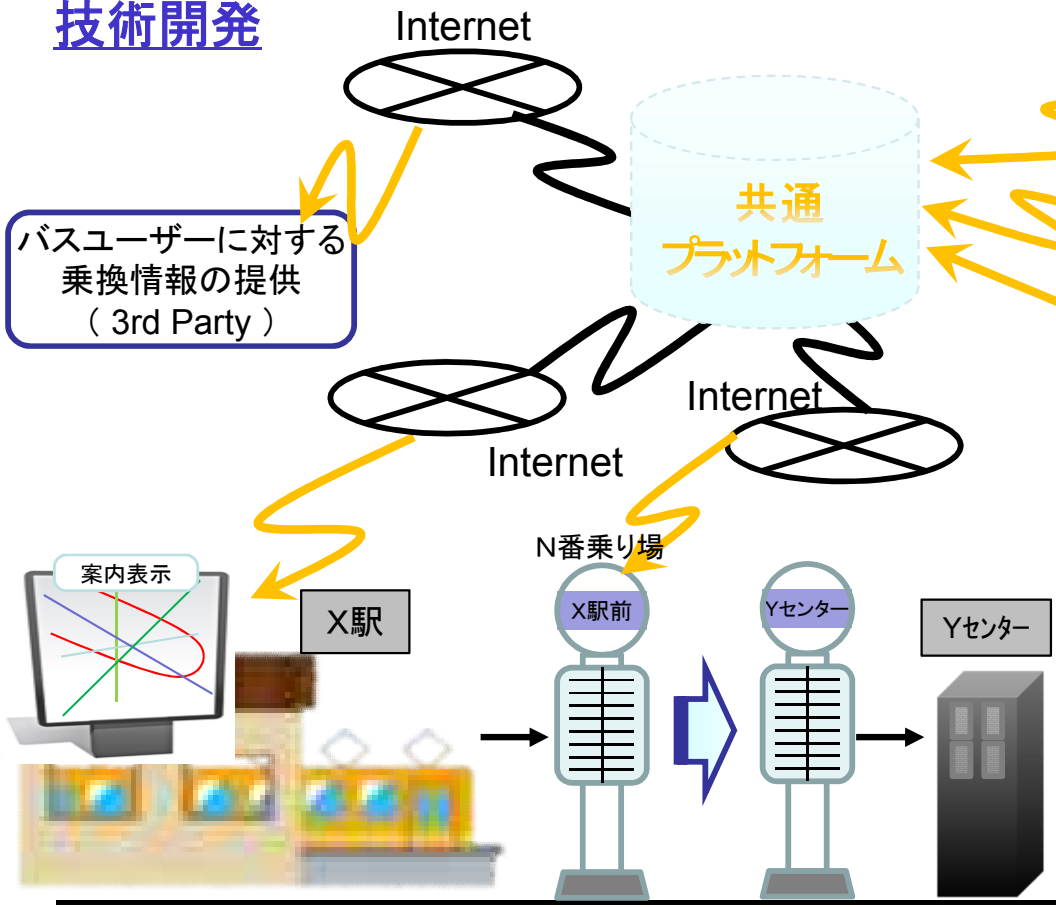 技術開発
Internet
共通
プラットフォーム
バスユーザーに対する
乗換情報の提供
（ 3rd Party ）
Internet
Internet
N番乗り場
案内表示
X駅
X駅前
Yセンター
Yセンター